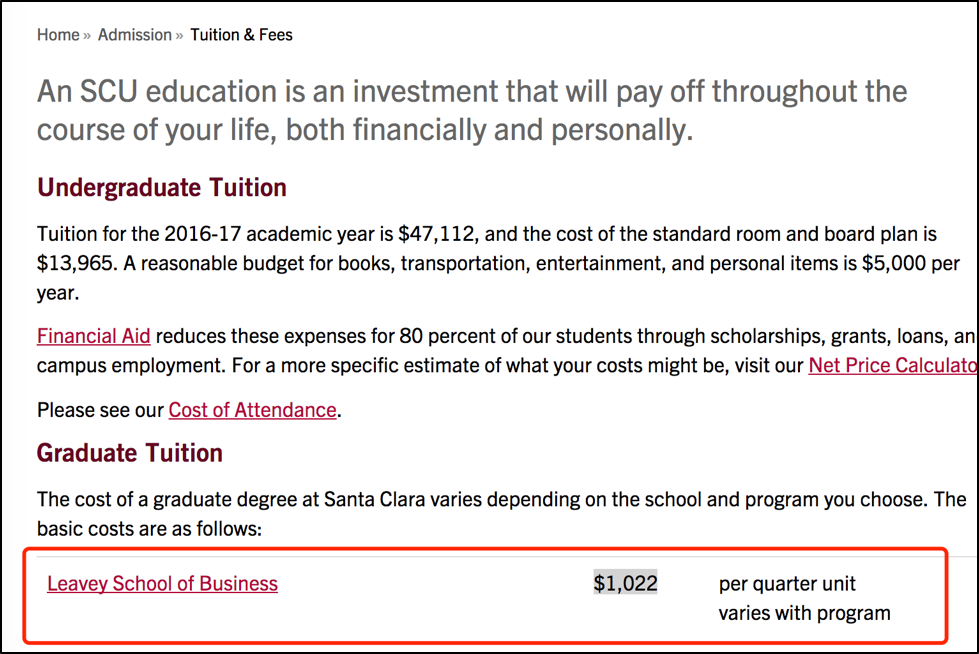 Home » Admission » Tuition & Fees
An SCU education is an investment that will pay off throughout the
course of your life, both financially and personally.
Undergraduate Tuition
Tuition for the 2016-17 academic year is $47,112, and the cost of the standard room and board plan is
$13,965. A reasonable budget for books, transportation, entertainment, and personal items is $5,000 per
year.
Financial Aid reduces these expenses for 80 percent of our students through scholarships, grants, loans, an
campus employment. For a more specific estimate of what your costs might be, visit our Net Price Calculato
Please see our Cost of Attendance.
Graduate Tuition
The cost of a graduate degree at Santa Clara varies depending on the school and program you choose. The
basic costs are as follows:
Leavey School of Business $1,022 per quarter unit
varies with program